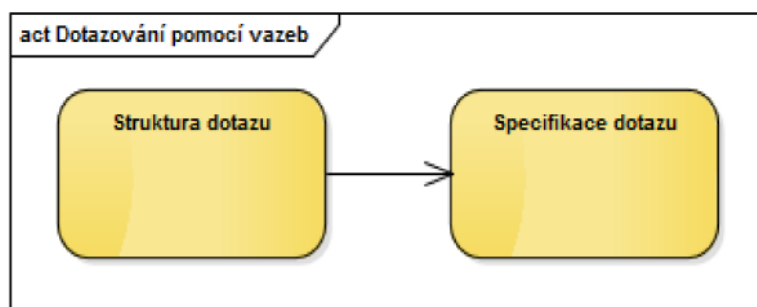 act Dotazování pomocí vazeb
Struktura dotazu
Specifikace dotazu